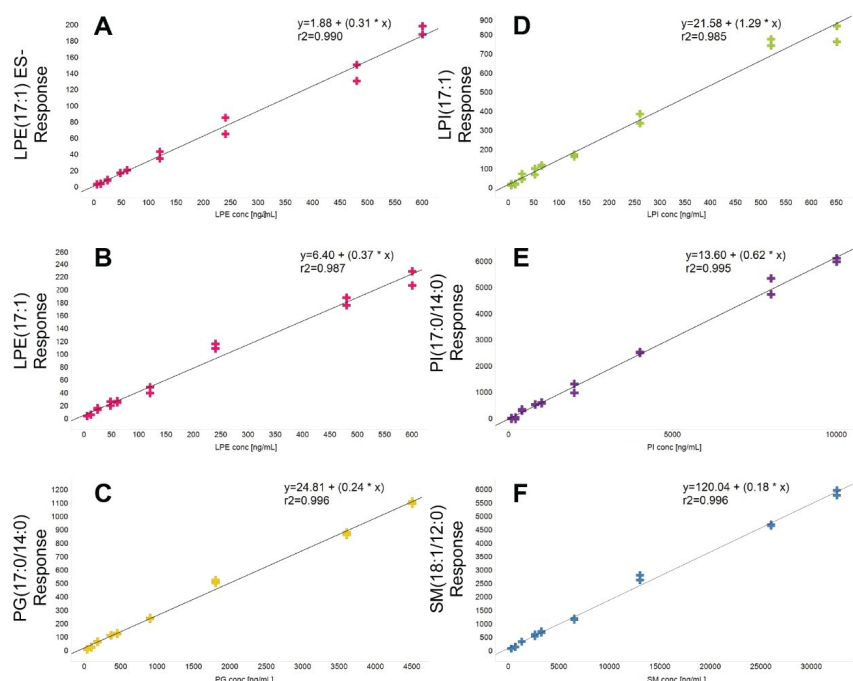 A
y=1.88 + (0.31 * x)
r2=0.990
LPE(17:1) ES-
Response
200
180
160
140
120
100
80
60
40
20
0
0 50 100 150 200 250 300 350 400 450 500 550 600
LPE conc [ng/mL]
D
y=21.58 + (1.29 * x)
r2=0.985
LPI(17:1)
Response
900
800
700
600
500
400
300
200
100
0
0 50 100 150 200 250 300 350 400 450 500 550 600 650
LPI conc [ng/mL]
B
y=6.40 + (0.37 * x)
r2=0.987
LPE(17:1)
Response
260
240
220
200
180
160
140
120
100
80
60
40
20
0
0 50 100 150 200 250 300 350 400 450 500 550 600
LPE conc [ng/mL]
E
y=13.60 + (0.62 * x)
r2=0.995
PI(17:0/14:0)
Response
6000
5000
4000
3000
2000
1000
0
0 5000 10000
PI conc [ng/mL]
C
y=24.81 + (0.24 * x)
r2=0.996
PG(17:0/14:0)
Response
1200
1100
1000
900
800
700
600
500
400
300
200
100
0
0 500 1000 1500 2000 2500 3000 3500 4000 4500
PG conc [ng/mL]
F
y=120.04 + (0.18 * x)
r2=0.996
SM(18:1/12:0)
Response
6000
5500
5000
4500
4000
3500
3000
2500
2000
1500
1000
500
0
0 5000 10000 15000 20000 25000 30000
SM conc [ng/mL]